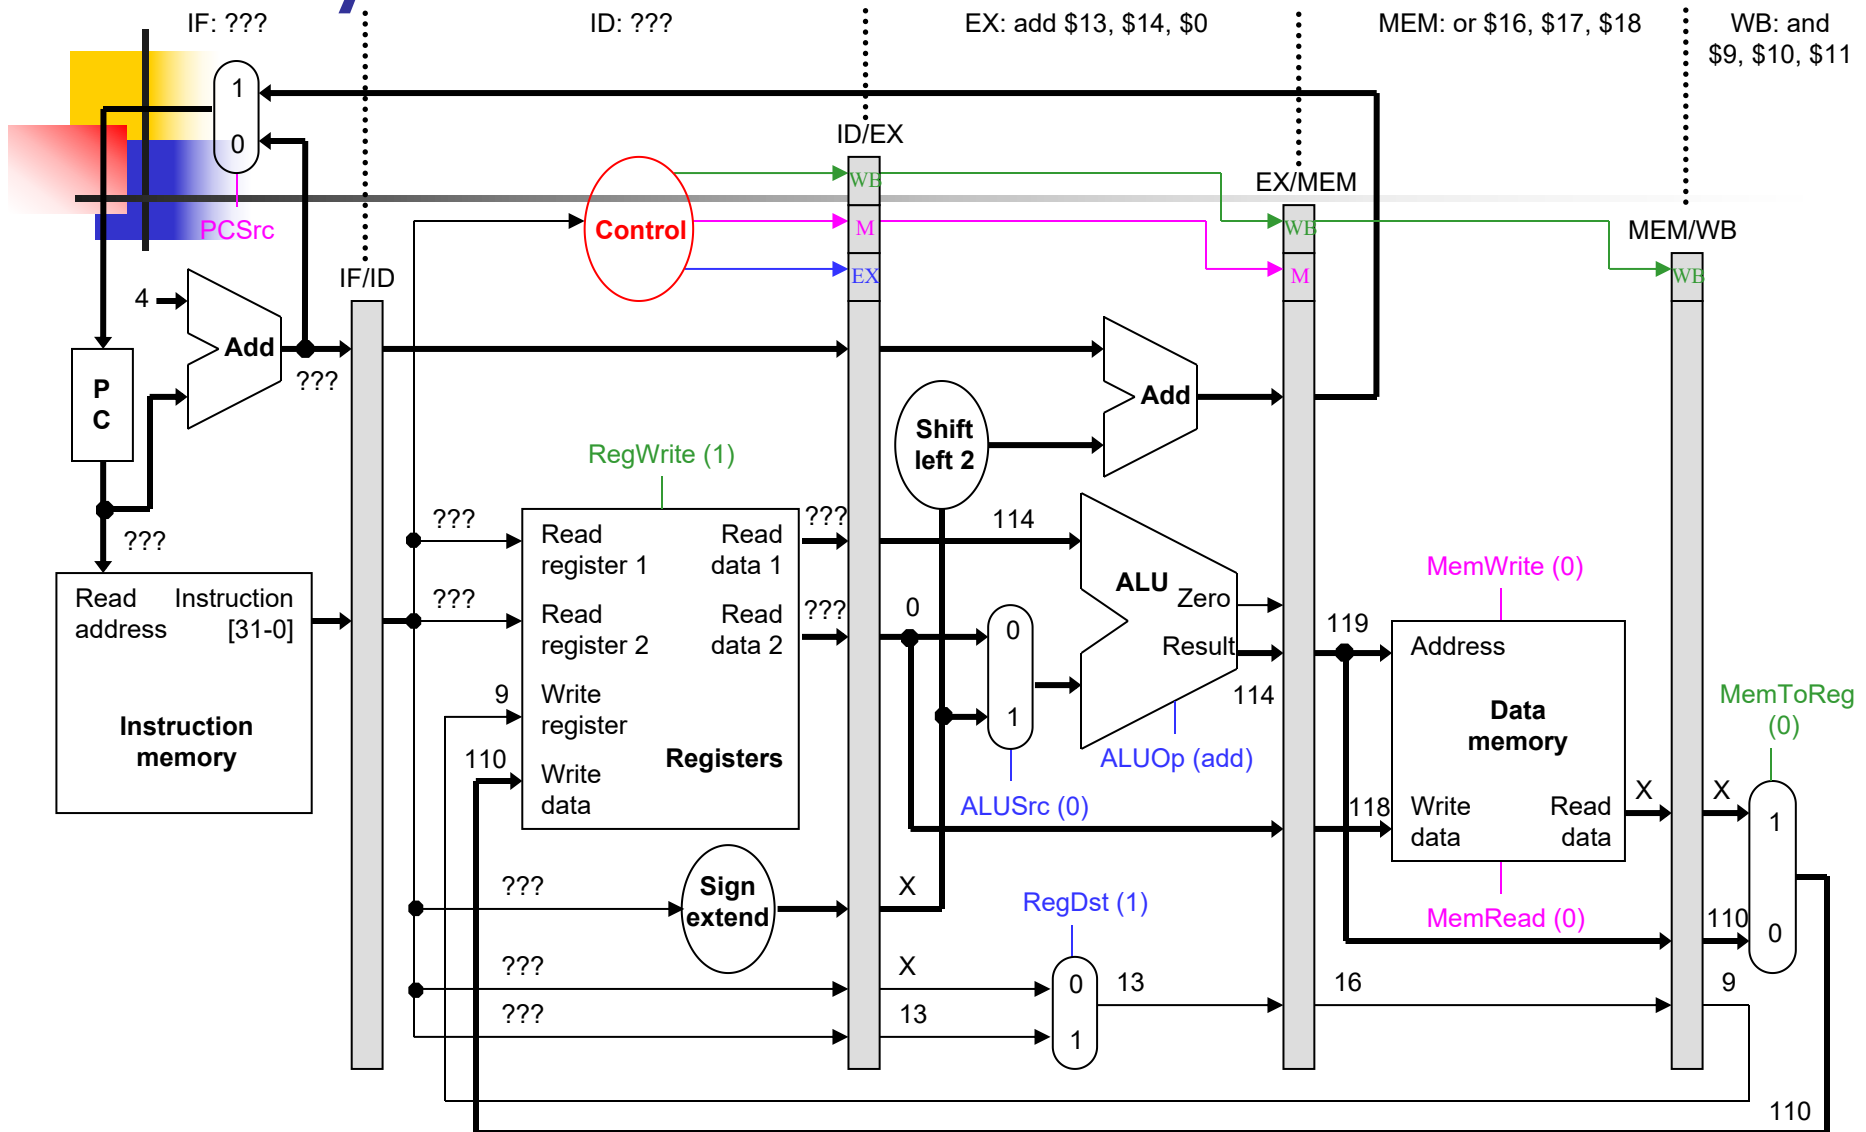 IF: ???
ID: ???
EX: add $13, $14, $0
MEM: or $16, $17, $18
WB: and
$9, $10, $11
1
0
PCSrc
ID/EX
WB
M
EX
Control
EX/MEM
WB
M
MEM/WB
WB
IF/ID
4
Add
???
P
C
???
Read
address
Instruction
[31-0]
Instruction
memory
RegWrite (1)
???
???
9
110
Read
register 1
Read
data 1
Read
register 2
Read
data 2
Write
register
Write
data
Registers
???
???
Sign
extend
???
???
???
Shift
left 2
Add
114
0
0
1
ALUSrc (0)
ALU
Zero
Result
114
ALUOp (add)
X
X
13
RegDst (1)
0
1
13
119
118
16
MemWrite (0)
Address
Data
memory
Write
data
Read
data
MemRead (0)
X
X
110
9
MemToReg
(0)
1
0
110